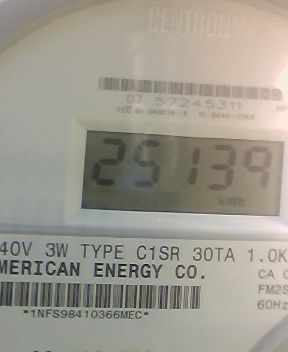 CENTRON®
07 57245311
25139
kWh
40V 3W TYPE C1SR 30TA 1.0K
MERICAN ENERGY CO.
CA
FM2S
60Hz
*1NFS98410366MEC*